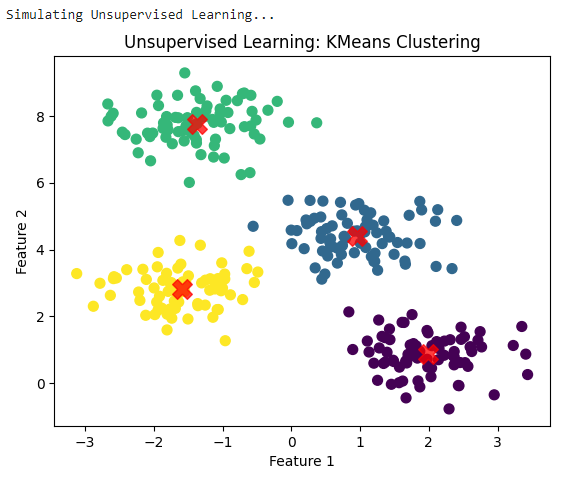 Simulating Unsupervised Learning...
Unsupervised Learning: KMeans Clustering
8
6
4
2
0
Feature 2
−3 −2 −1 0 1 2 3
Feature 1